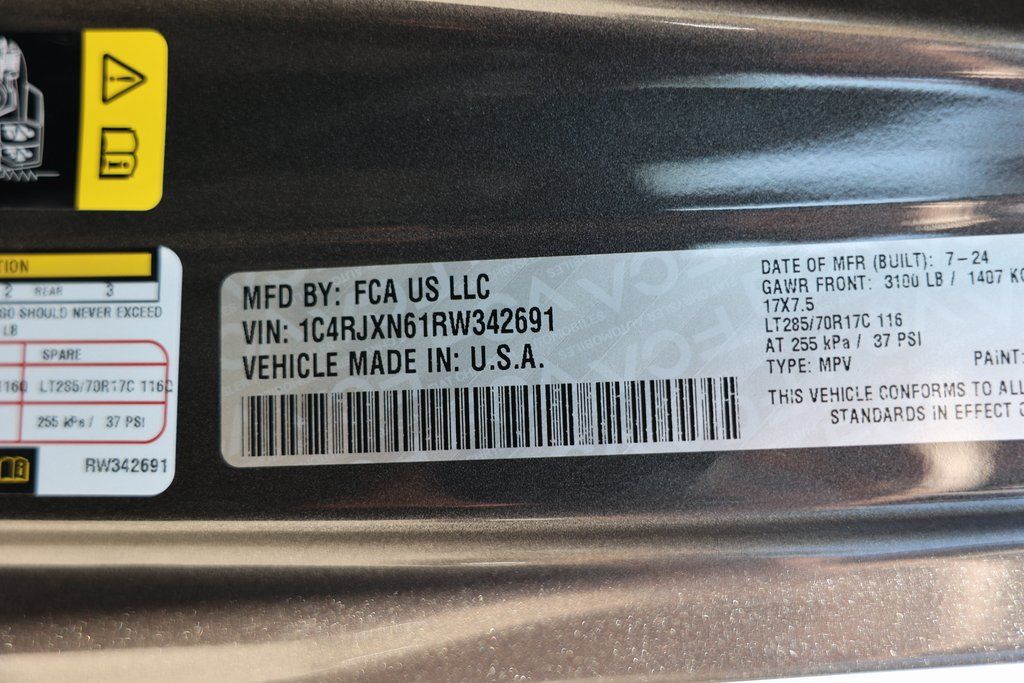 TION
2 REAR 3
GO SHOULD NEVER EXCEED
LB
SPARE
1160 LT285/70R17C 116C
255 kPa / 37 PSI
RW342691
MFD BY: FCA US LLC
VIN: 1C4RJXN61RW342691
VEHICLE MADE IN: U.S.A.
DATE OF MFR (BUILT): 7-24
GAWR FRONT: 3100 LB / 1407 KG
17X7.5
LT285/70R17C 116
AT 255 kPa / 37 PSI
TYPE: MPV PAINT:
THIS VEHICLE CONFORMS TO ALL
STANDARDS IN EFFECT